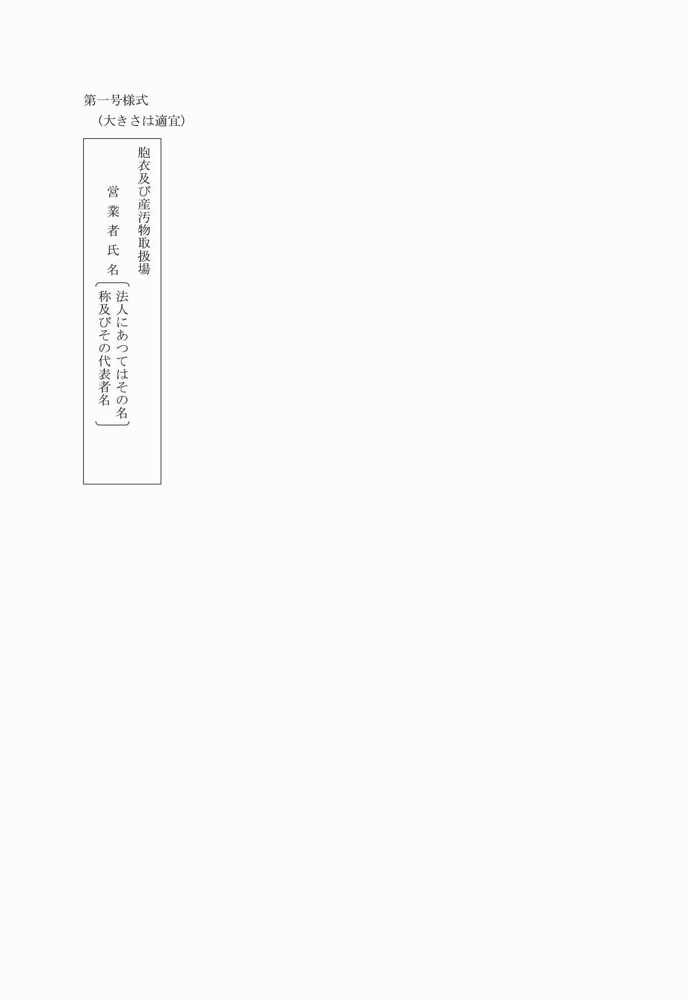 第一号様式
（大きさは適宜）
胞衣及び産汚物取扱場
営業者氏名
法人にあつてはその名
称及びその代表者名